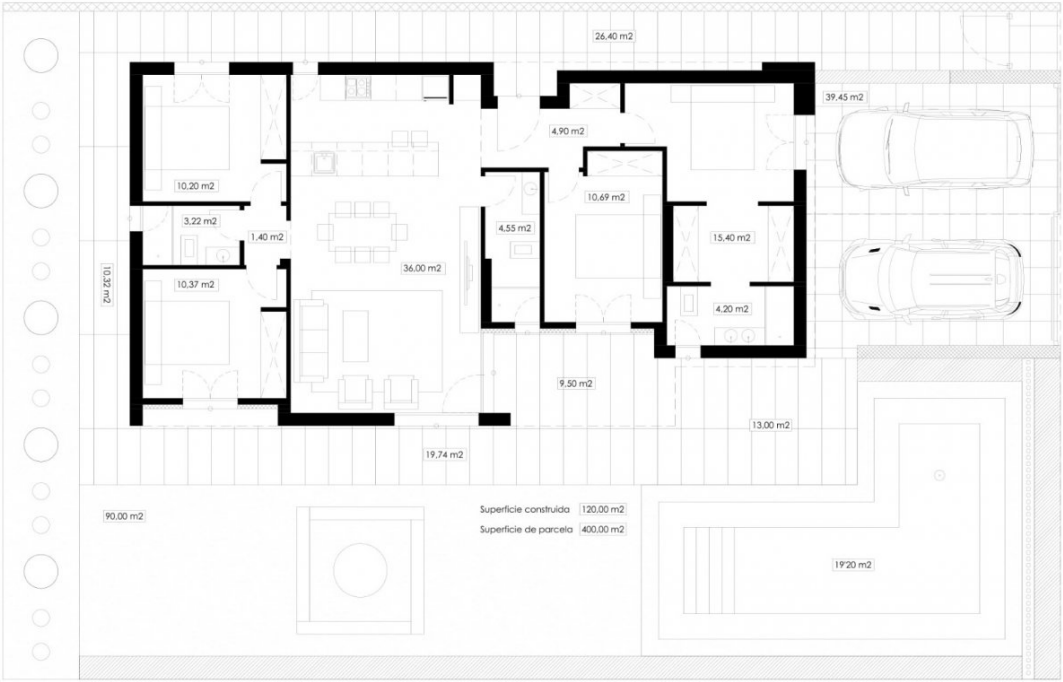 26,40 m2
39,45 m2
4,90 m2
10,20 m2
10,69 m2
3,22 m2
4,55 m2
1,40 m2
15,40 m2
36,00 m2
10,32 m2
10,37 m2
4,20 m2
9,50 m2
13,00 m2
19,74 m2
Superficie construida 120,00 m2
90,00 m2
Superficie de parcela 400,00 m2
19'20 m2